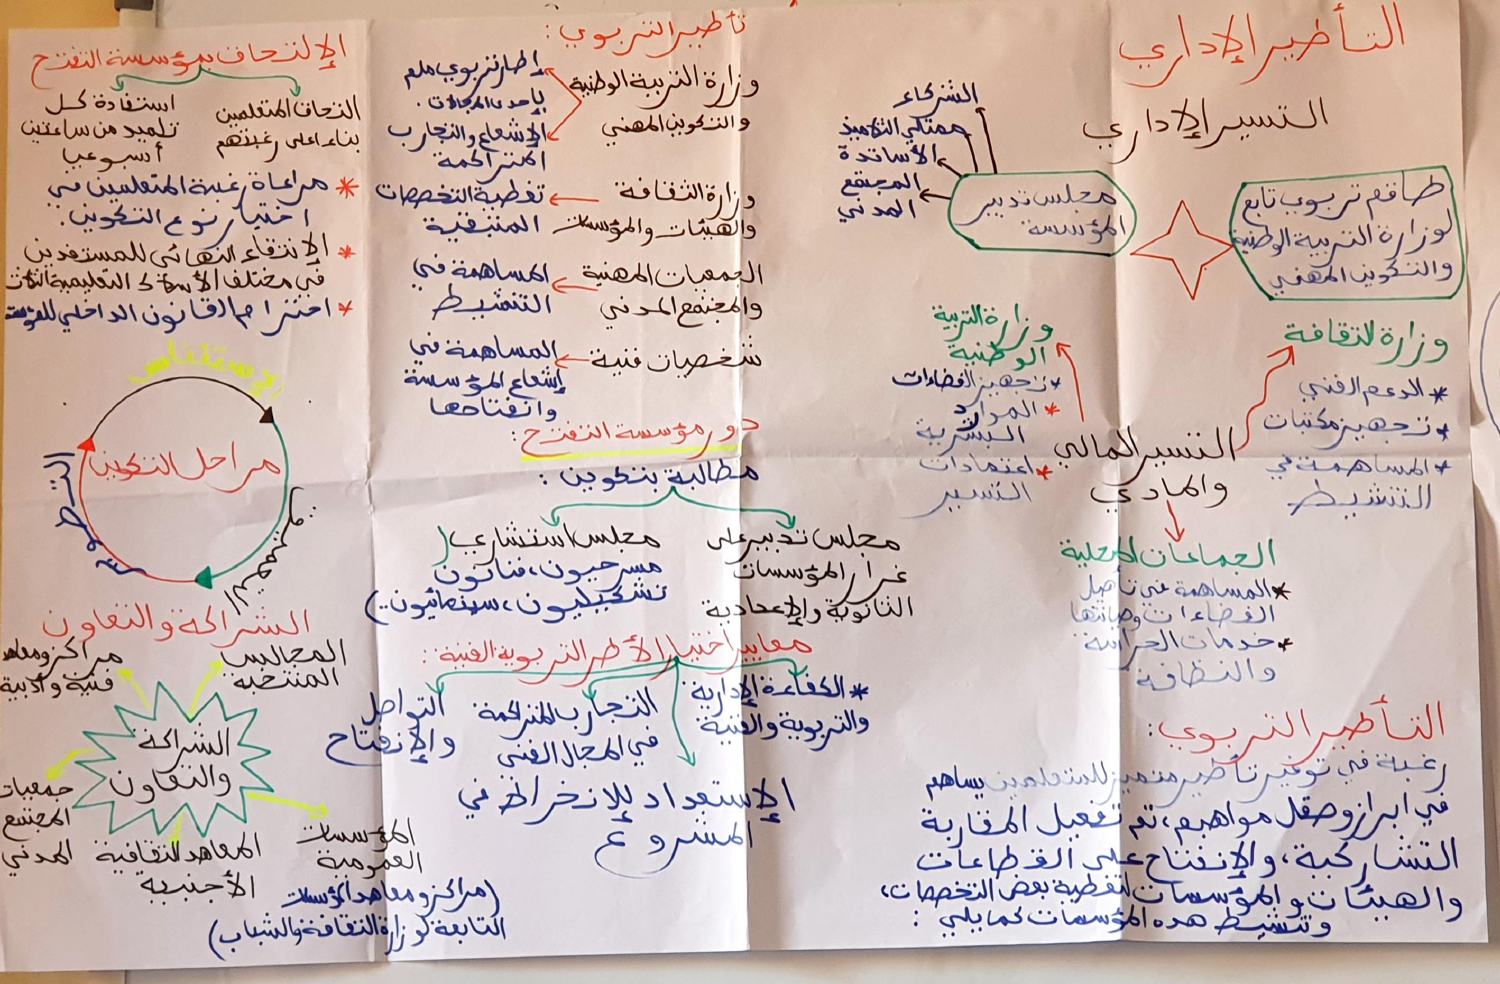 التأطير الإداري
التسيير الإداري
طاقم تربوي تابع
لوزارة التربية الوطنية
والتكوين المهني
مجلس تدبير
المؤسسة
الشركاء
ممثلي التلاميذ
الأساتذة
المجتمع
المدني
وزارة الثقافة
* الدعم الفني
* تجهيز مكتبات
* المساهمة في
التنشيط
وزارة التربية
الوطنية
* تجهيز الفضاءات
* الموارد
البشرية
* اعتمادات
التسيير
التسيير المالي
والمادي
الجماعات المحلية
* المساهمة في تأهيل
الفضاءات وصيانتها
* خدمات الحراسة
والنظافة
التأطير التربوي:
رغبة في توفير تأطير متميز للمتعلمين يساهم
في ابراز وصقل مواهبهم، تم تفعيل المقاربة
التشاركية، والإنفتاح على القطاعات
والهيئات والمؤسسات لتغطية بعض التخصصات،
وتنشيط هذه المؤسسات كما يلي:
تأطير التربوي:
وزارة التربية الوطنية
والتكوين المهني
إطار تربوي ملم
بإحدى المجالات.
الإشعاع والتجارب
المتراكمة
وزارة الثقافة
والهيئات والمؤسسات
تغطية التخصصات
المتبقية
الجمعيات المهنية
والمجتمع المدني
المساهمة في
التنشيط
شخصيات فنية
المساهمة في
إشعاع المؤسسة
وانفتاحها
دور مؤسسة التفتح:
مطالبة بتكوين:
مجلس تدبير على
غرار المؤسسات
الثانوية والإعدادية
مجلس استشاري (
مسرحيون، فنانون
تشكيليون، سينمائيون..)
معايير اختيار الأطر التربوية الفنية:
* الكفاءة الإدارية
والتربوية والفنية
التجارب المتراكمة
في المجال الفني
التواصل
والإنفتاح
الإستعداد للإنخراط في
المشروع
الإلتحاق بمؤسسة التفتح
التحاق المتعلمين
بناء على رغبتهم
استفادة كل
تلميذ من ساعتين
أسبوعيا
* مراعاة رغبة المتعلمين في
اختيار نوع التكوين.
* الإنتقاء النهائي للمستفدين
في مختلف الأسلاك التعليمية الثلاث
* احترام القانون الداخلي للمؤسسة
الإستئناس
مراحل التكوين
التطوير
الشراكة والتعاون
الشراكة
والتعاون
المجالس
المنتخبة
مراكز ومعاهد
فنية وأدبية
جمعيات
المجتمع
المدني
المعاهد الثقافية
الأجنبية
المؤسسات
العمومية
(مراكز ومعاهد المؤسسات
التابعة لوزارة الثقافة والشباب)